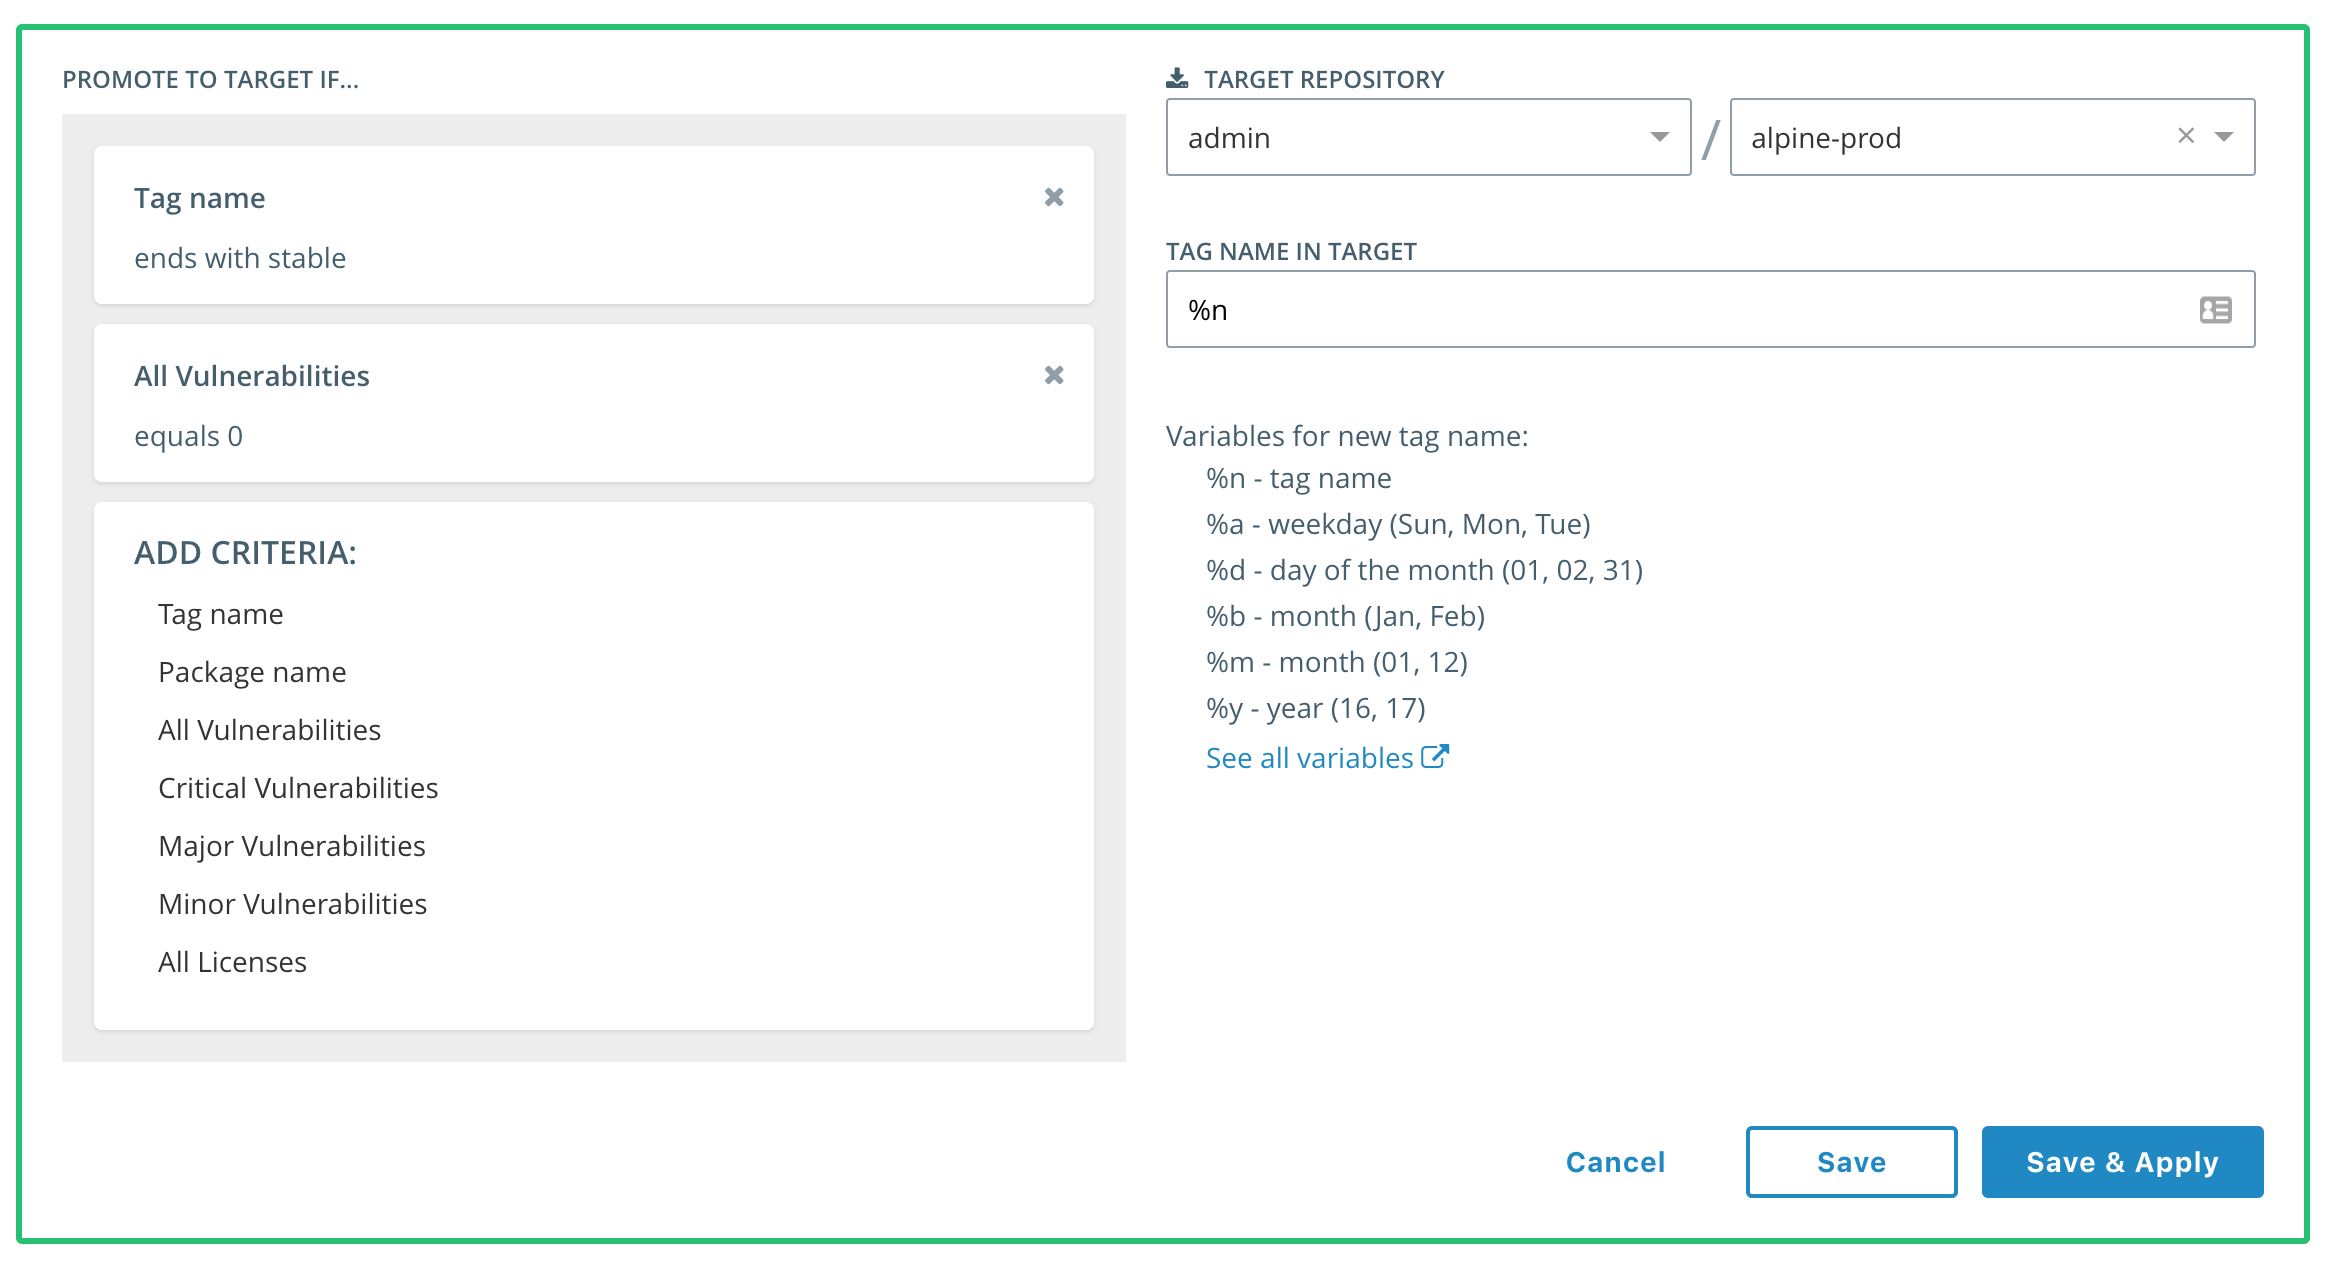 PROMOTE TO TARGET IF...
Tag name
ends with stable
All Vulnerabilities
equals 0
ADD CRITERIA:
Tag name
Package name
All Vulnerabilities
Critical Vulnerabilities
Major Vulnerabilities
Minor Vulnerabilities
All Licenses
TARGET REPOSITORY
admin / alpine-prod
TAG NAME IN TARGET
%n
Variables for new tag name:
%n - tag name
%a - weekday (Sun, Mon, Tue)
%d - day of the month (01, 02, 31)
%b - month (Jan, Feb)
%m - month (01, 12)
%y - year (16, 17)
See all variables
Cancel Save Save & Apply